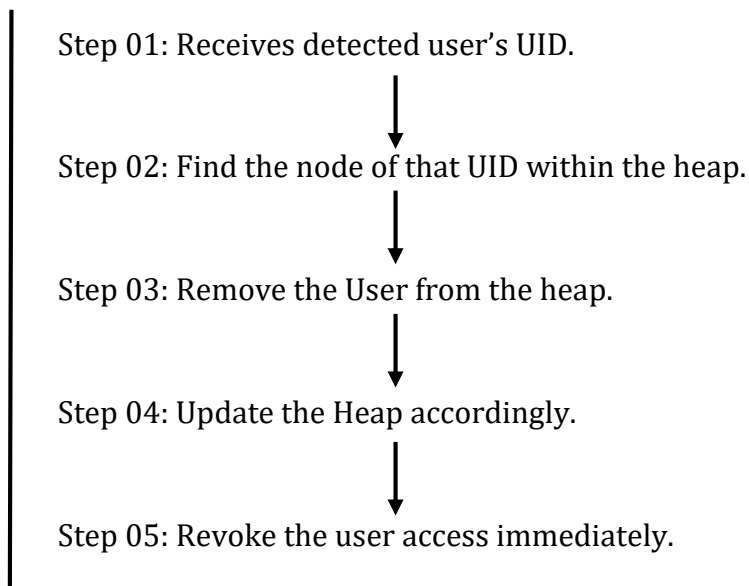 Step 01: Receives detected user's UID.
Step 02: Find the node of that UID within the heap.
Step 03: Remove the User from the heap.
Step 04: Update the Heap accordingly.
Step 05: Revoke the user access immediately.